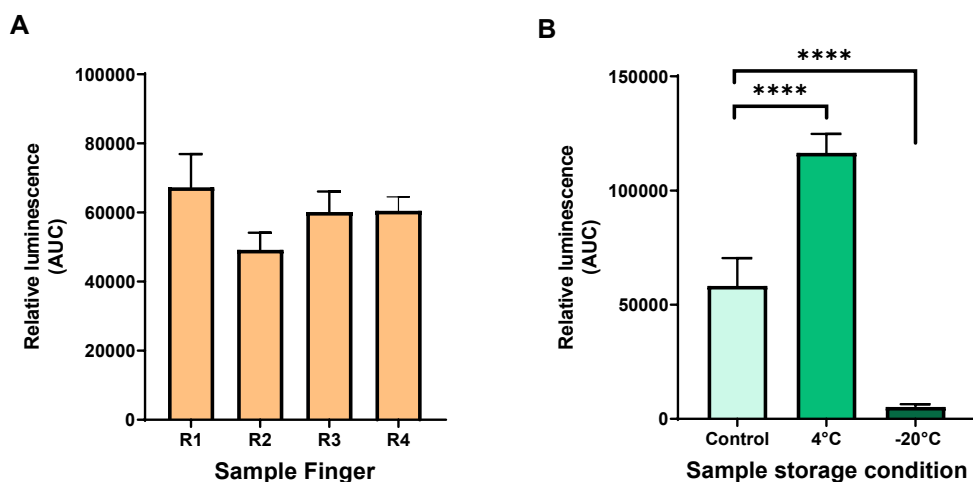 A
Relative luminescence
(AUC)
100000
80000
60000
40000
20000
0
R1 R2 R3 R4
Sample Finger
B
Relative luminescence
(AUC)
150000
100000
50000
0
****
****
Control 4°C -20°C
Sample storage condition